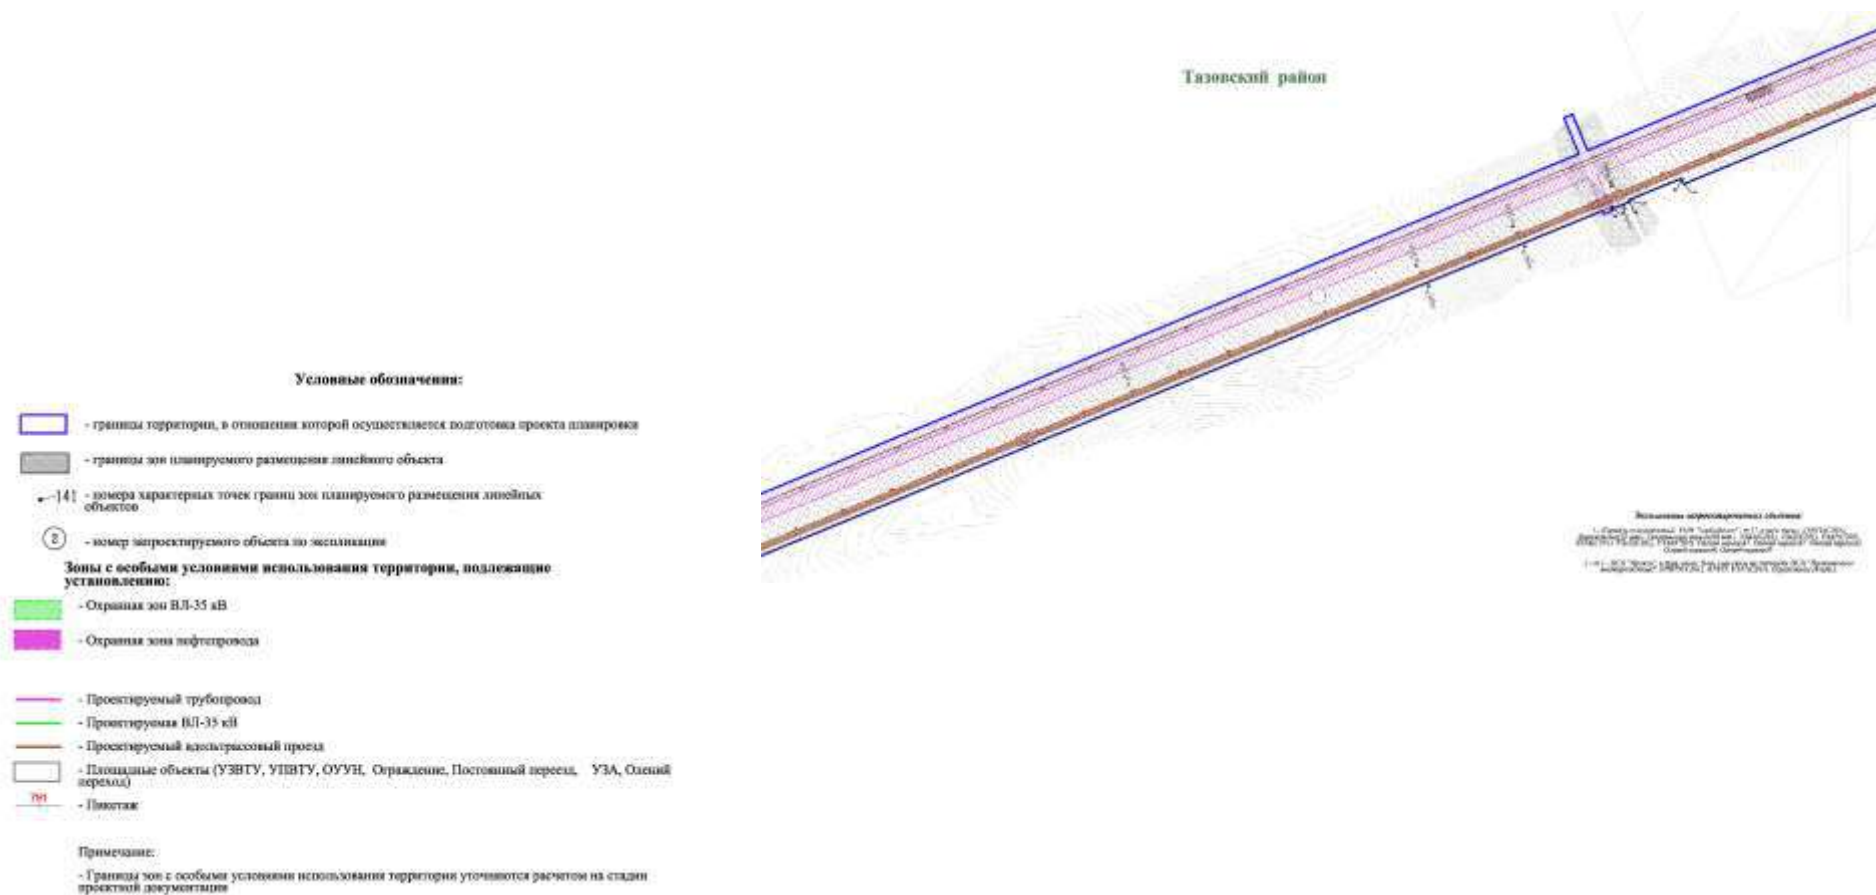 Тазовский район
Условные обозначения:
- границы территории, в отношении которой осуществляется подготовка проекта планировки
- границы зон планируемого размещения линейного объекта
141 - номера характерных точек границ зон планируемого размещения линейных
объектов
2 - номер запроектируемого объекта по экспликации
Зоны с особыми условиями использования территории, подлежащие
установлению:
- Охранная зон ВЛ-35 кВ
- Охранная зона нефтепровода
- Проектируемый трубопровод
- Проектируемая ВЛ-35 кВ
- Проектируемый вдольтрассовый проезд
- Площадные объекты (УЗВТУ, УПВТУ, ОУУН, Ограждение, Постоянный переезд, УЗА, Олений
переход)
- Пикетаж
Примечание:
- Границы зон с особыми условиями использования территории уточняются расчетом на стадии
проектной документации